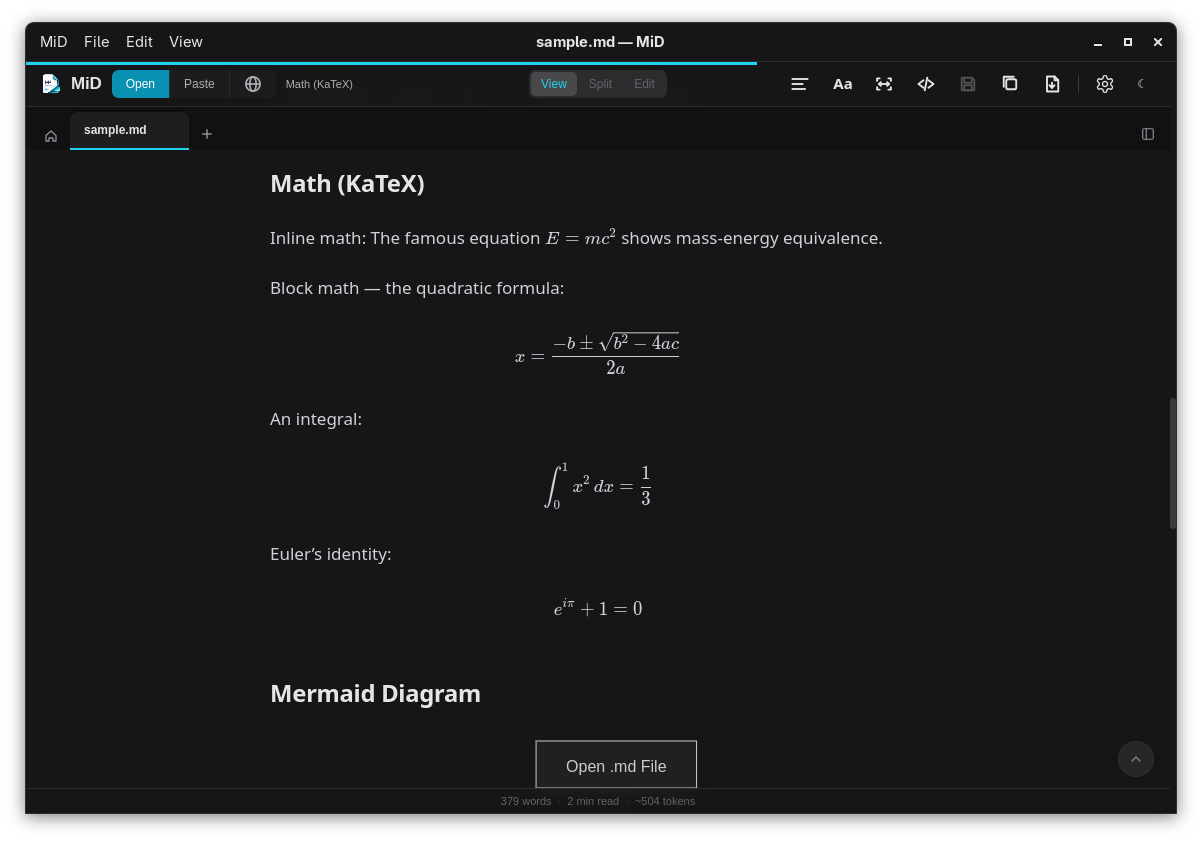 MiD File Edit View sample.md — MiD
MiD Open Paste Math (KaTeX) View Split Edit Aa
sample.md
Math (KaTeX)
Inline math: The famous equation E = mc² shows mass-energy equivalence.
Block math — the quadratic formula:
x = (−b ± √(b² − 4ac)) / 2a
An integral:
∫₀¹ x² dx = 1/3
Euler’s identity:
e^{iπ} + 1 = 0
Mermaid Diagram
Open .md File
379 words · 2 min read · ~504 tokens